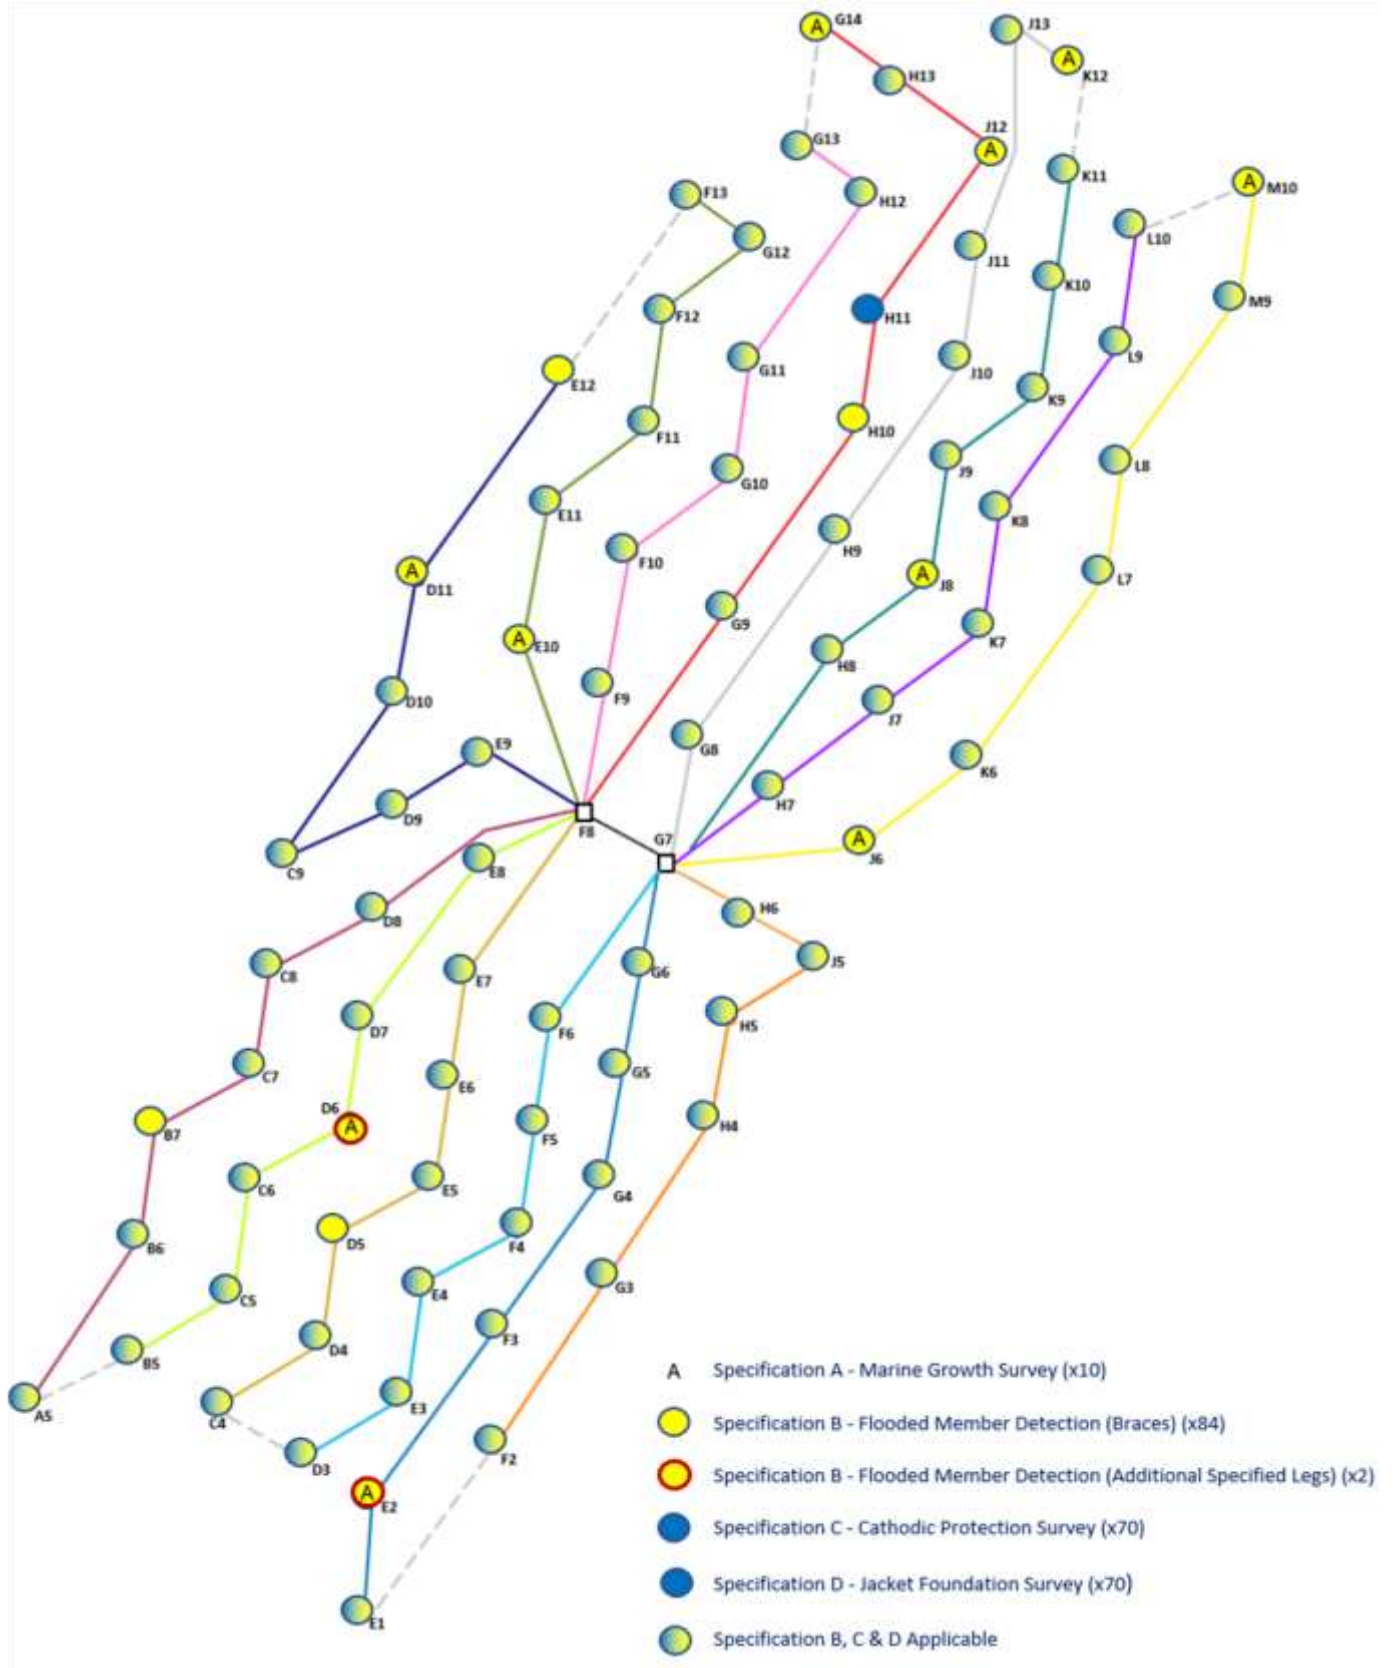 A G14
J13
A
K12
H13
J12
A
G13
K11
A M10
F13
H12
L10
G12
J11
K10
M9
F12
H11
L9
G11
J10
E12
K9
F11
H10
J9
L8
G10
E11
K8
H9
F10
L7
A
D11
A
J8
G9
K7
A
E10
H8
F9
D10
J7
G8
E9
K6
H7
D9
F8
G7
A
J6
E8
C9
H6
D8
J5
C8
G6
E7
H5
F6
D7
C7
G5
E6
D6
A
B7
F5
H4
C6
E5
G4
B6
D5
F4
G3
E4
C5
F3
D4
B5
E3
A5
C4
F2
D3
A
E2
E1
A Specification A - Marine Growth Survey (x10)
Specification B - Flooded Member Detection (Braces) (x84)
Specification B - Flooded Member Detection (Additional Specified Legs) (x2)
Specification C - Cathodic Protection Survey (x70)
Specification D - Jacket Foundation Survey (x70)
Specification B, C & D Applicable